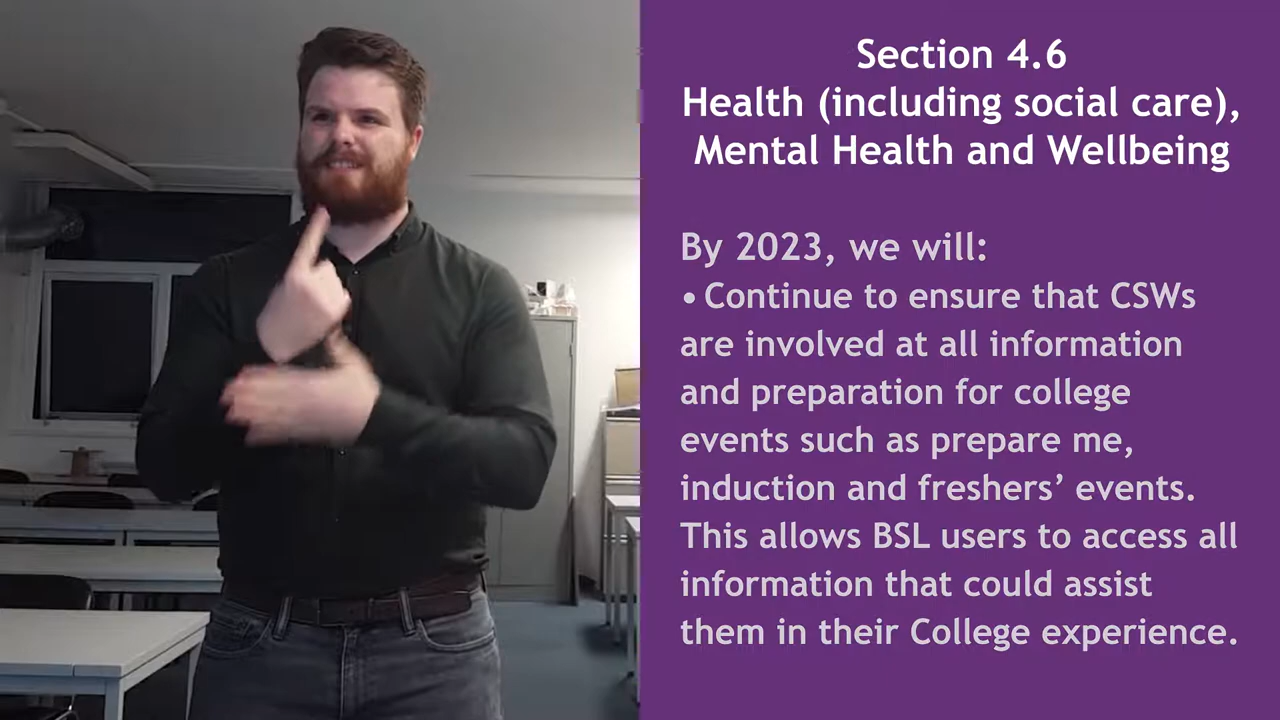 Section 4.6
Health (including social care),
Mental Health and Wellbeing
By 2023, we will:
• Continue to ensure that CSWs
are involved at all information
and preparation for college
events such as prepare me,
induction and freshers’ events.
This allows BSL users to access all
information that could assist
them in their College experience.